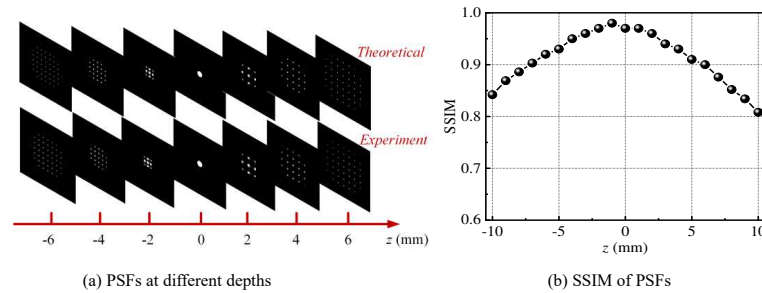 Theoretical
Experiment
-6 -4 -2 0 2 4 6 z (mm)
(a) PSFs at different depths
1.0
0.9
0.8
0.7
0.6
SSIM
-10 -5 0 5 10
z (mm)
(b) SSIM of PSFs